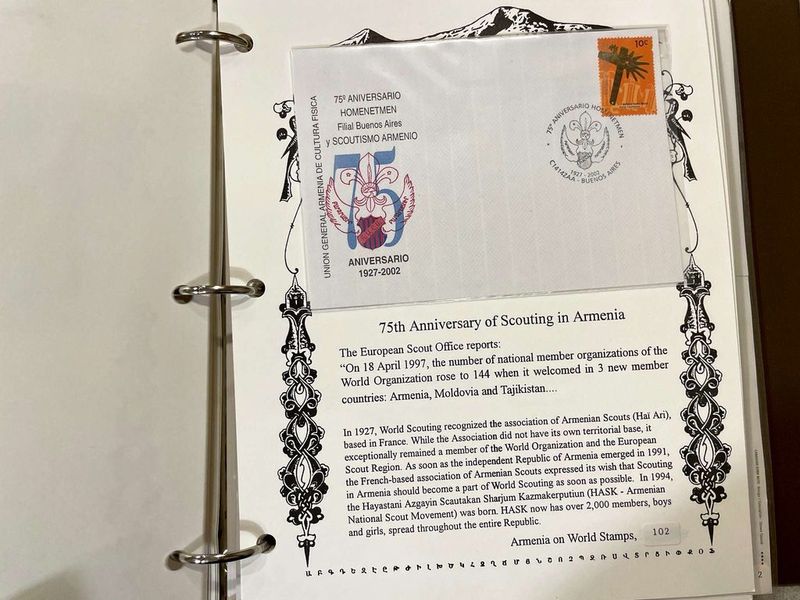 10c
75º ANIVERSARIO
HOMENETMEN
Filial Buenos Aires
y SCOUTISMO ARMENIO
UNION GENERAL ARMENIA DE CULTURA FISICA
75
ANIVERSARIO
1927-2002
75º ANIVERSARIO HOMENETMEN
1927 - 2002
C1414ZAA - BUENOS AIRES
75th Anniversary of Scouting in Armenia
The European Scout Office reports:
“On 18 April 1997, the number of national member organizations of the
World Organization rose to 144 when it welcomed in 3 new member
countries: Armenia, Moldovia and Tajikistan....
In 1927, World Scouting recognized the association of Armenian Scouts (Haï Ari),
based in France. While the Association did not have its own territorial base, it
exceptionally remained a member of the World Organization and the European
Scout Region. As soon as the independent Republic of Armenia emerged in 1991,
the French-based association of Armenian Scouts expressed its wish that Scouting
in Armenia should become a part of World Scouting as soon as possible. In 1994,
the Hayastani Azgayin Scautakan Sharjum Kazmakerputiun (HASK - Armenian
National Scout Movement) was born. HASK now has over 2,000 members, boys
and girls, spread throughout the entire Republic.
Armenia on World Stamps, 102
Ա Բ Գ Դ Ե Զ Է Ը Թ Ժ Ի Լ Խ Ծ Կ Հ Ձ Ղ Ճ Մ Յ Ն Շ Ո Չ Պ Ջ Ռ Ս Վ Տ Ր Ց Ւ Փ Ք Օ Ֆ
2